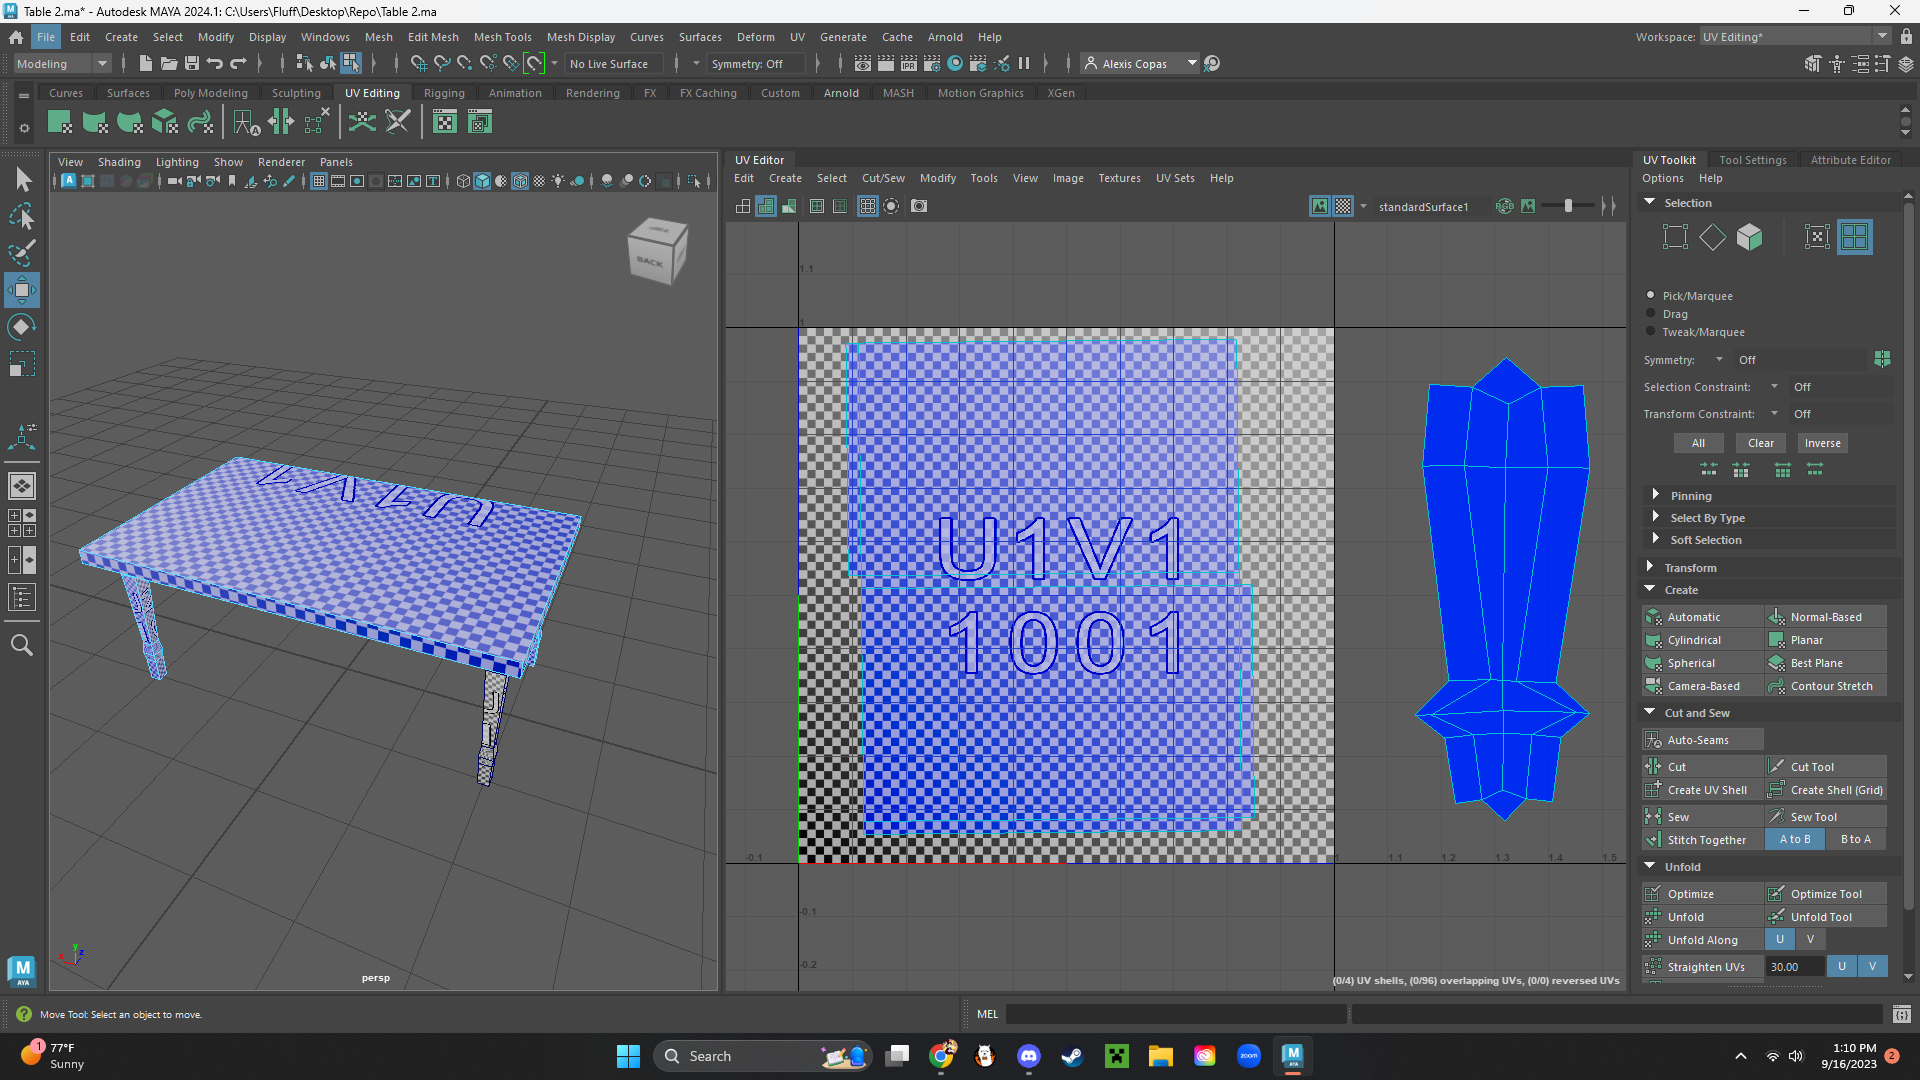 Table 2.ma* - Autodesk MAYA 2024.1: C:\Users\Fluff\Desktop\Repo\Table 2.ma
File Edit Create Select Modify Display Windows Mesh Edit Mesh Mesh Tools Mesh Display Curves Surfaces Deform UV Generate Cache Arnold Help
Workspace: UV Editing*
Modeling
No Live Surface
Symmetry: Off
Alexis Copas
Curves Surfaces Poly Modeling Sculpting UV Editing Rigging Animation Rendering FX FX Caching Custom Arnold MASH Motion Graphics XGen
View Shading Lighting Show Renderer Panels
BACK
persp
UV Editor
Edit Create Select Cut/Sew Modify Tools View Image Textures UV Sets Help
standardSurface1
1.1
1
U1V1
1001
-0.1
1 1.1 1.2 1.3 1.4 1.5
-0.1
-0.2
(0/4) UV shells, (0/96) overlapping UVs, (0/0) reversed UVs
UV Toolkit Tool Settings Attribute Editor
Options Help
Selection
Pick/Marquee
Drag
Tweak/Marquee
Symmetry: Off
Selection Constraint: Off
Transform Constraint: Off
All Clear Inverse
Pinning
Select By Type
Soft Selection
Transform
Create
Automatic Normal-Based
Cylindrical Planar
Spherical Best Plane
Camera-Based Contour Stretch
Cut and Sew
Auto-Seams
Cut Cut Tool
Create UV Shell Create Shell (Grid)
Sew Sew Tool
Stitch Together A to B B to A
Unfold
Optimize Optimize Tool
Unfold Unfold Tool
Unfold Along U V
Straighten UVs 30.00 U V
M
AYA
Move Tool: Select an object to move.
MEL
1
77°F
Sunny
Search
zoom
1:10 PM
9/16/2023
2